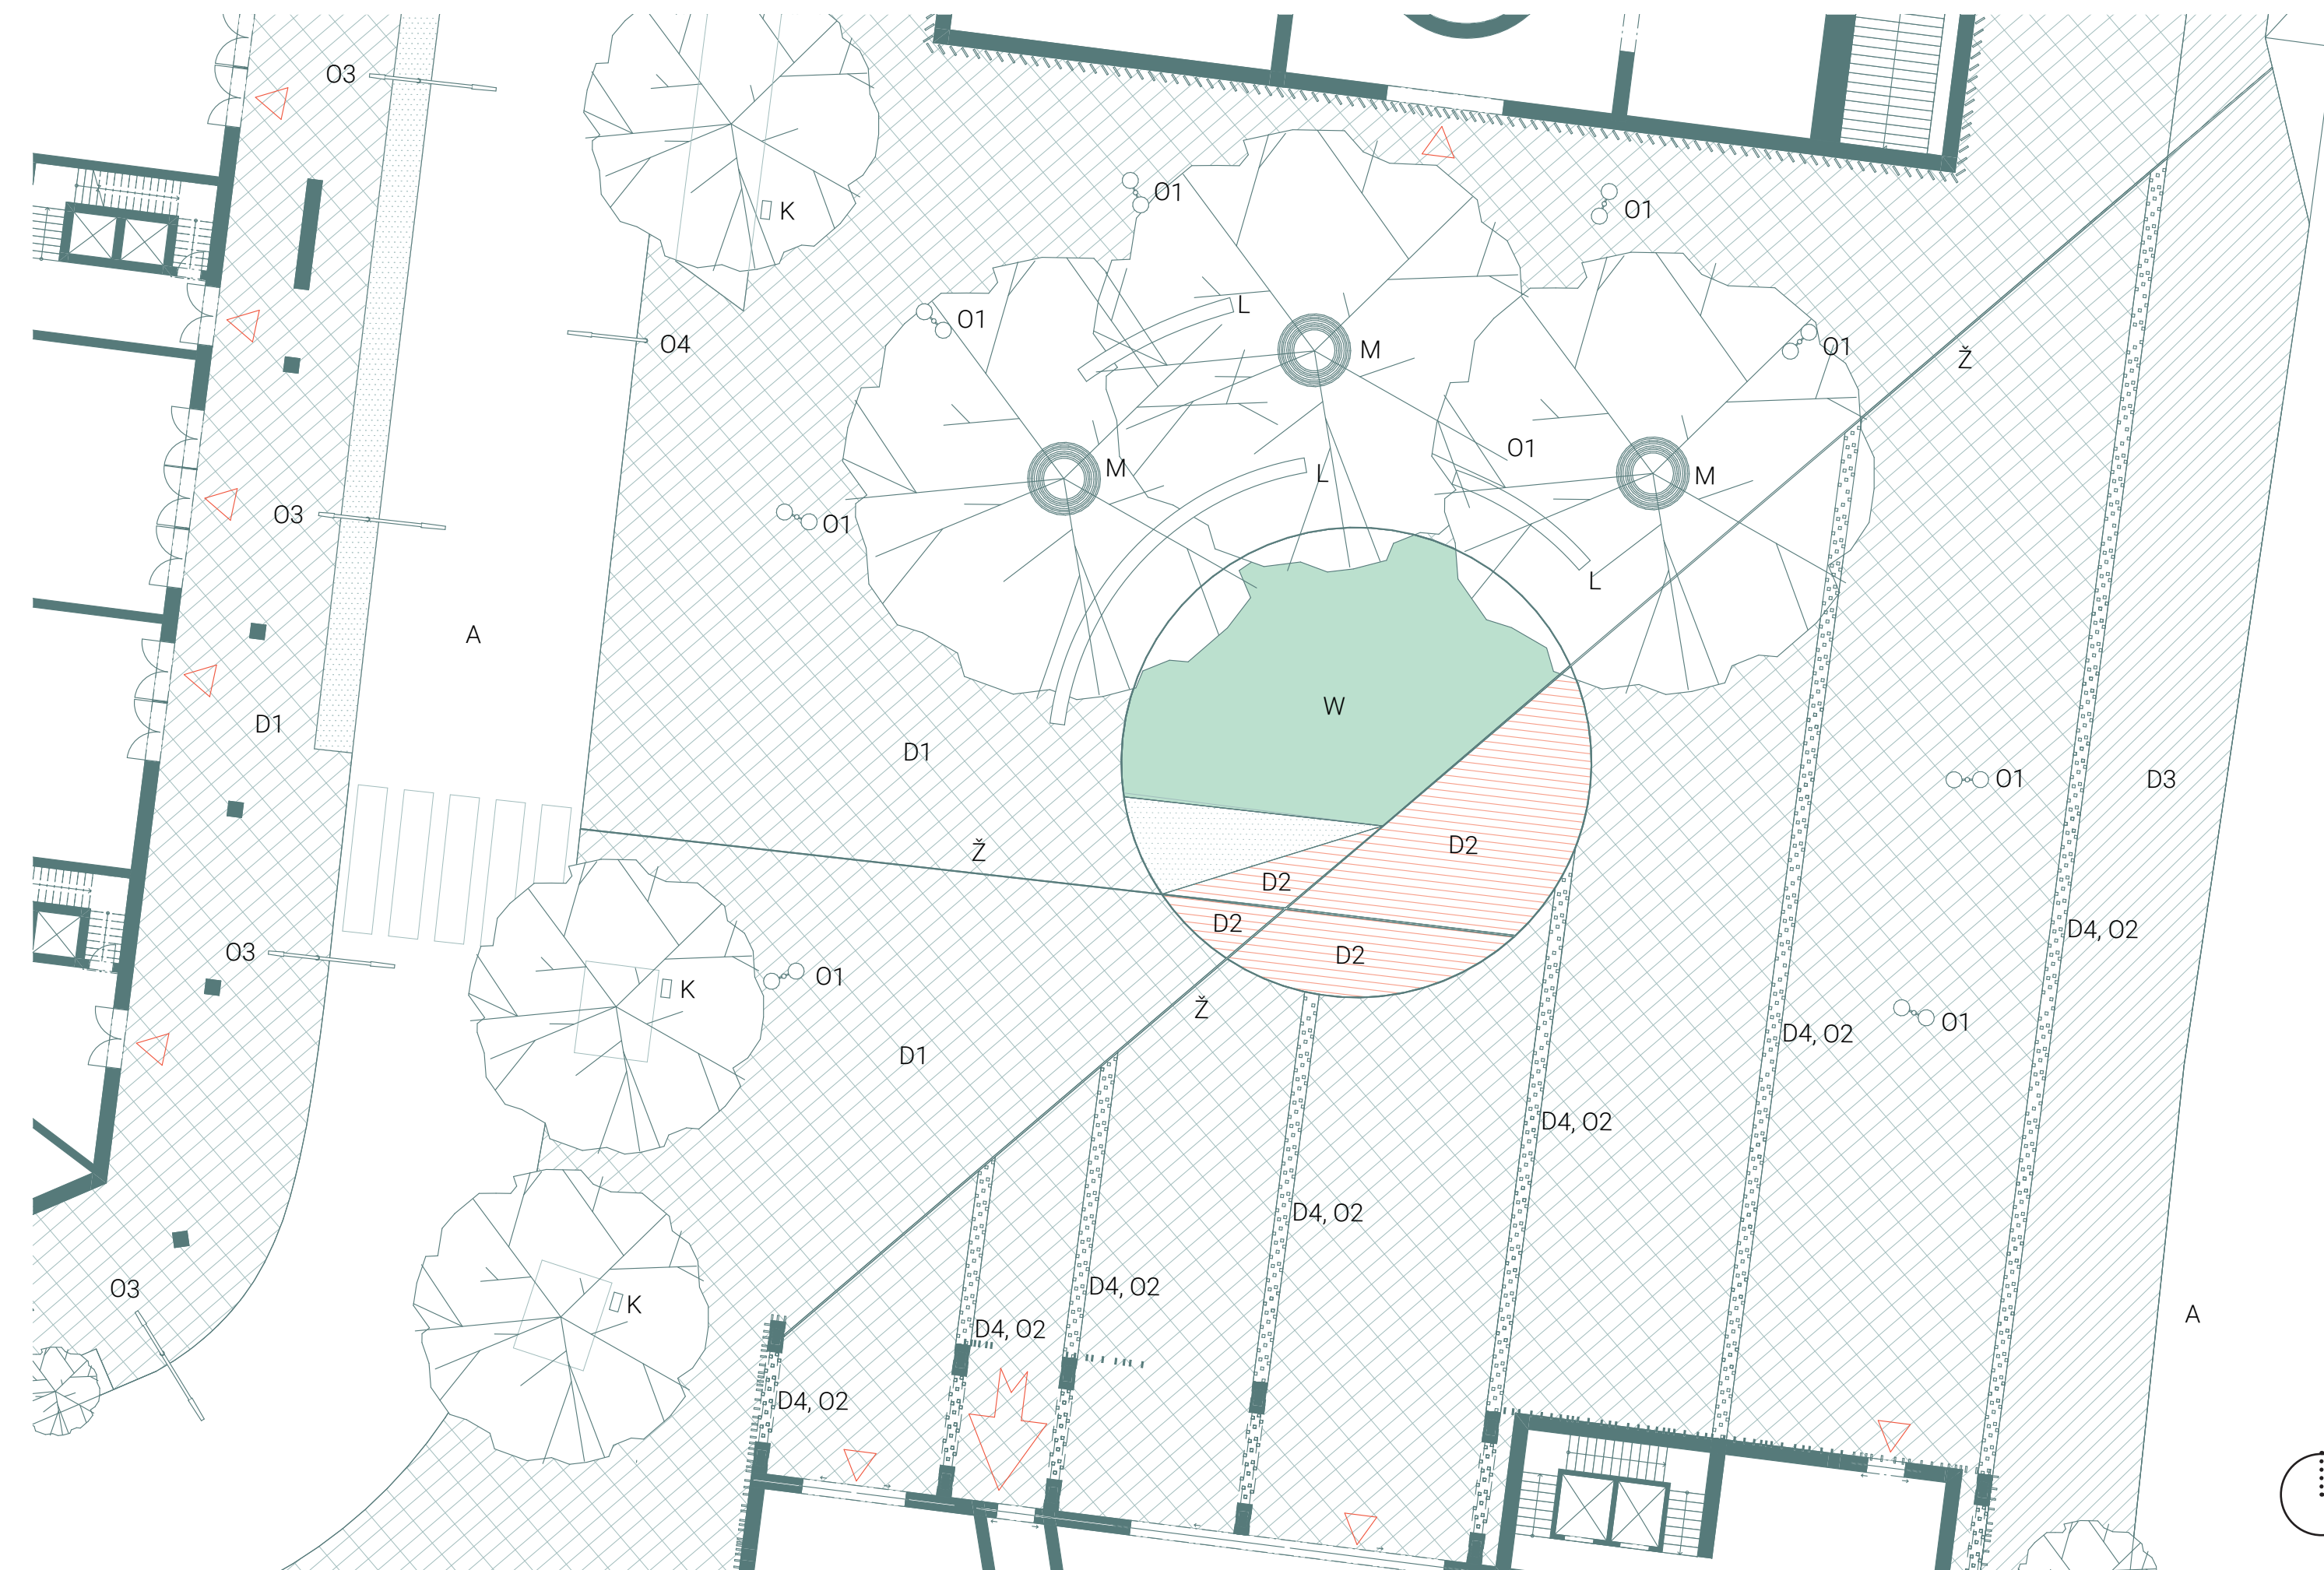 O3
K
O1
O1
O1
L
O4
M
O1
Ž
O1
M
L
M
O3
O1
L
A
W
D1
D1
O1
D3
D2
Ž
D2
D2
D4, O2
O3
D2
O1
K
Ž
O1
D4, O2
D1
D4, O2
D4, O2
O3
D4, O2
K
A
D4, O2
D4, O2